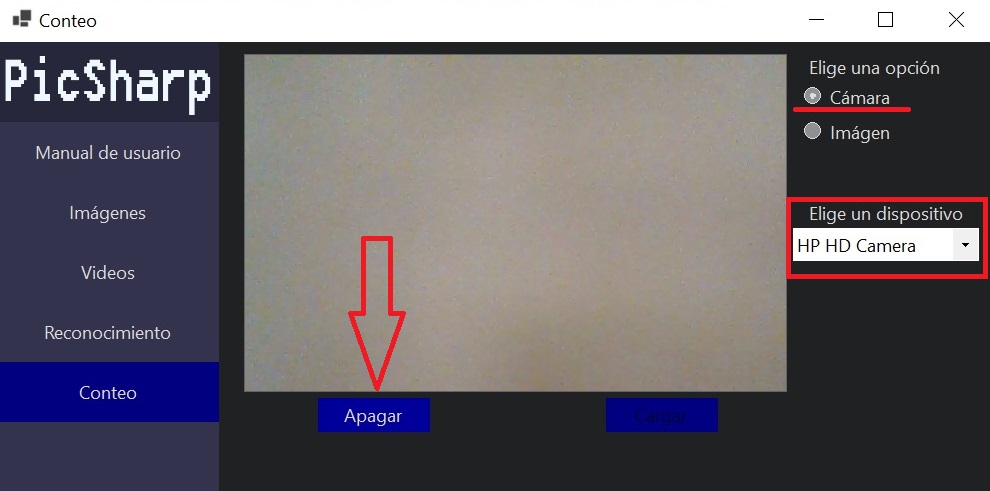 Conteo
PicSharp
Manual de usuario
Imágenes
Videos
Reconocimiento
Conteo
Apagar
Cargar
Elige una opción
Cámara
Imágen
Elige un dispositivo
HP HD Camera